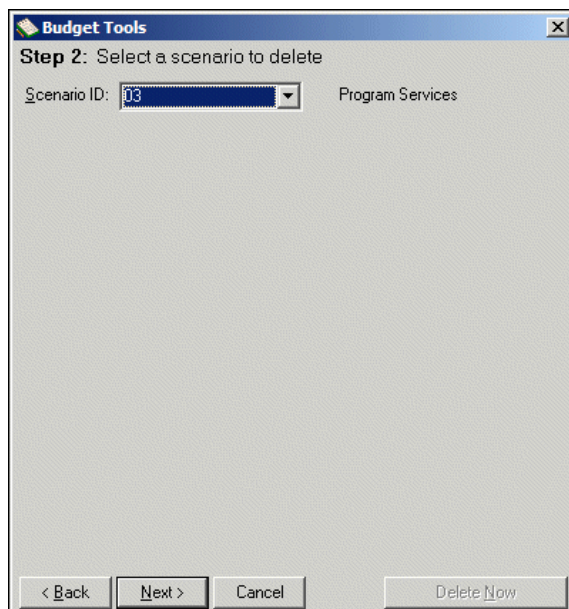 Budget Tools
Step 2: Select a scenario to delete
Scenario ID: 03 Program Services
< Back Next > Cancel Delete Now